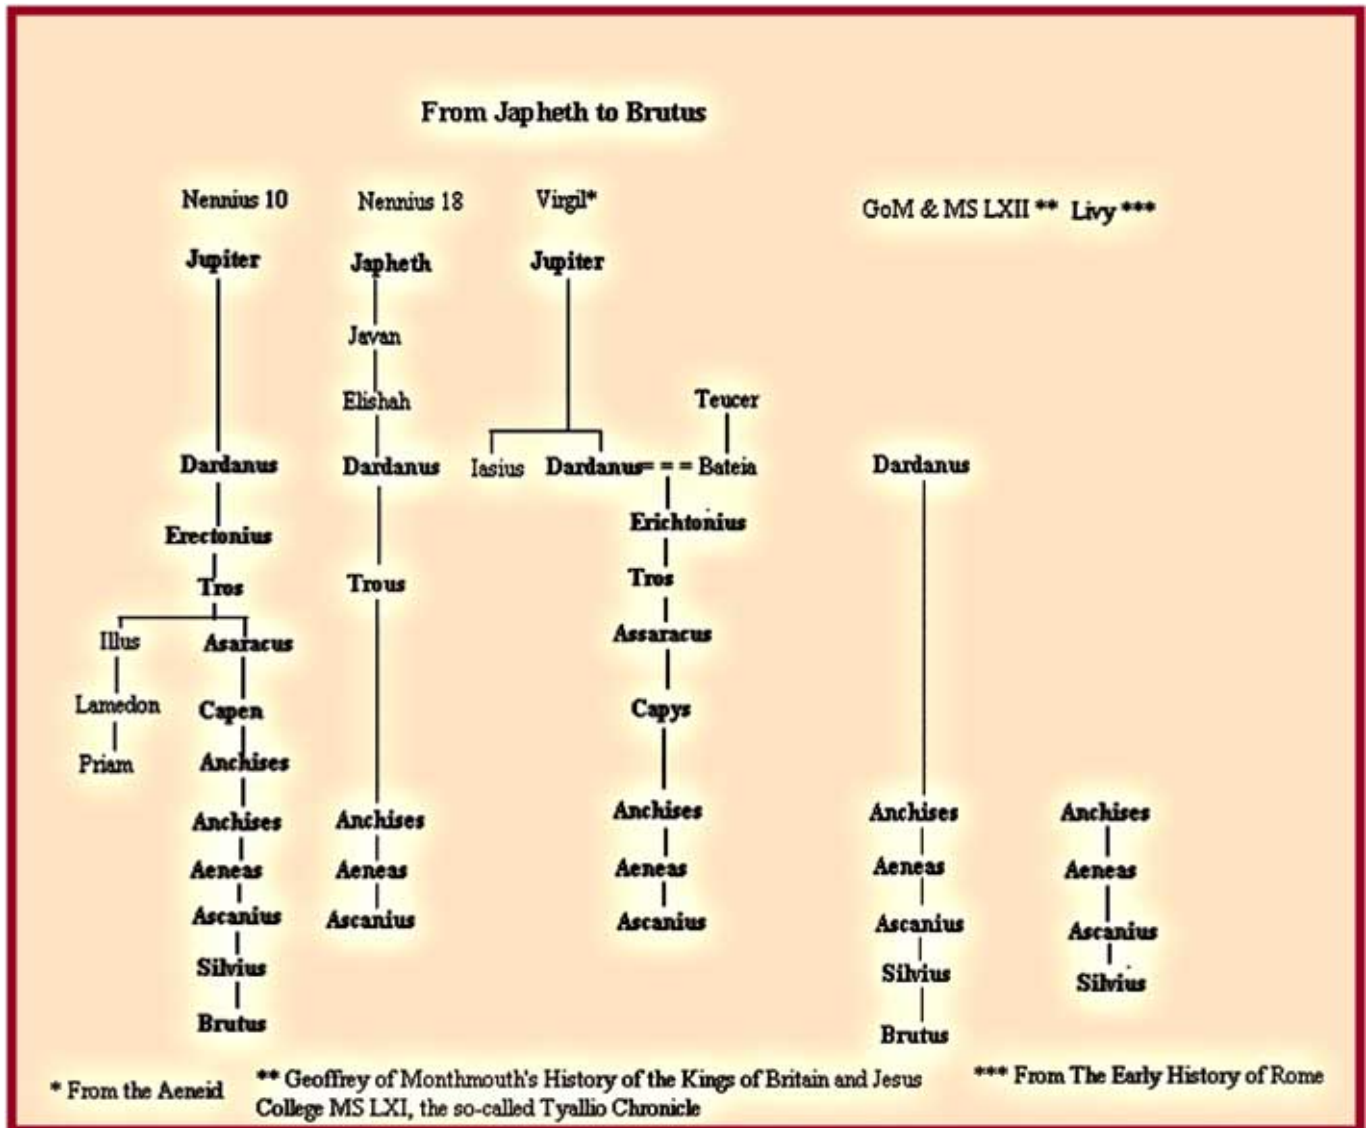 From Japheth to Brutus
Nennius 10
Nennius 18
Virgil*
GoM & MS LXII ** Livy ***
Jupiter
Japheth
Jupiter
Javan
Elishah
Teucer
Dardanus
Dardanus
Iasius
Dardanus = = = Bateia
Dardanus
Erichtonius
Erectonius
Tros
Trous
Tros
Illus
Asaracus
Assaracus
Lamedon
Capen
Capys
Priam
Anchises
Anchises
Anchises
Anchises
Anchises
Anchises
Aeneas
Aeneas
Aeneas
Aeneas
Aeneas
Ascanius
Ascanius
Ascanius
Ascanius
Ascanius
Silvius
Silvius
Silvius
Brutus
Brutus
* From the Aeneid
** Geoffrey of Monthmouth's History of the Kings of Britain and Jesus
College MS LXI, the so-called Tyallio Chronicle
*** From The Early History of Rome